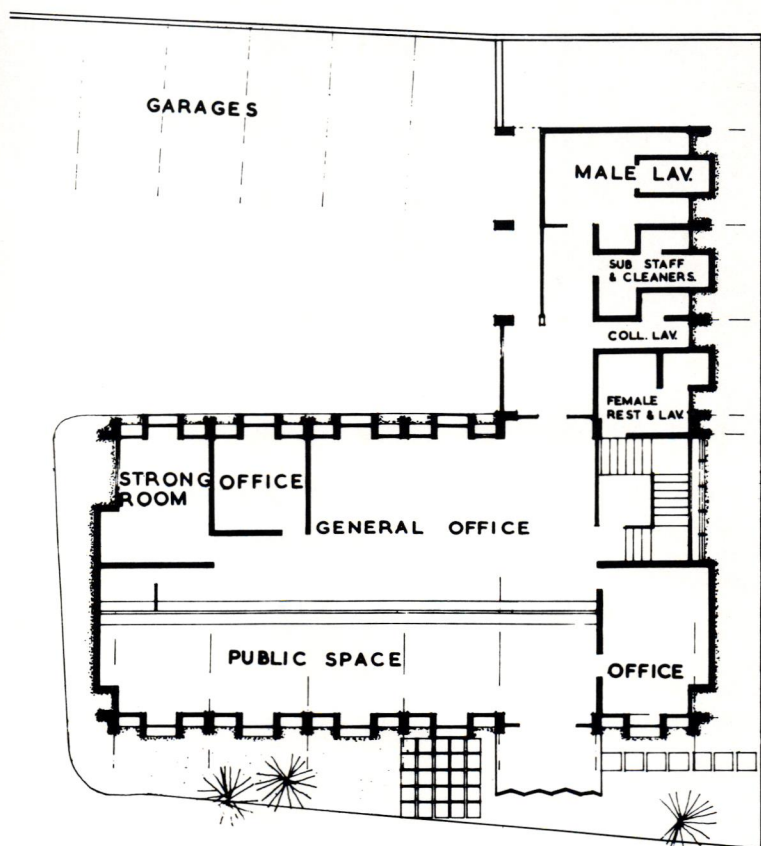 GARAGES
MALE LAV.
SUB STAFF
& CLEANERS.
COLL. LAV.
FEMALE
REST & LAV.
STRONG
ROOM
OFFICE
GENERAL OFFICE
PUBLIC SPACE
OFFICE